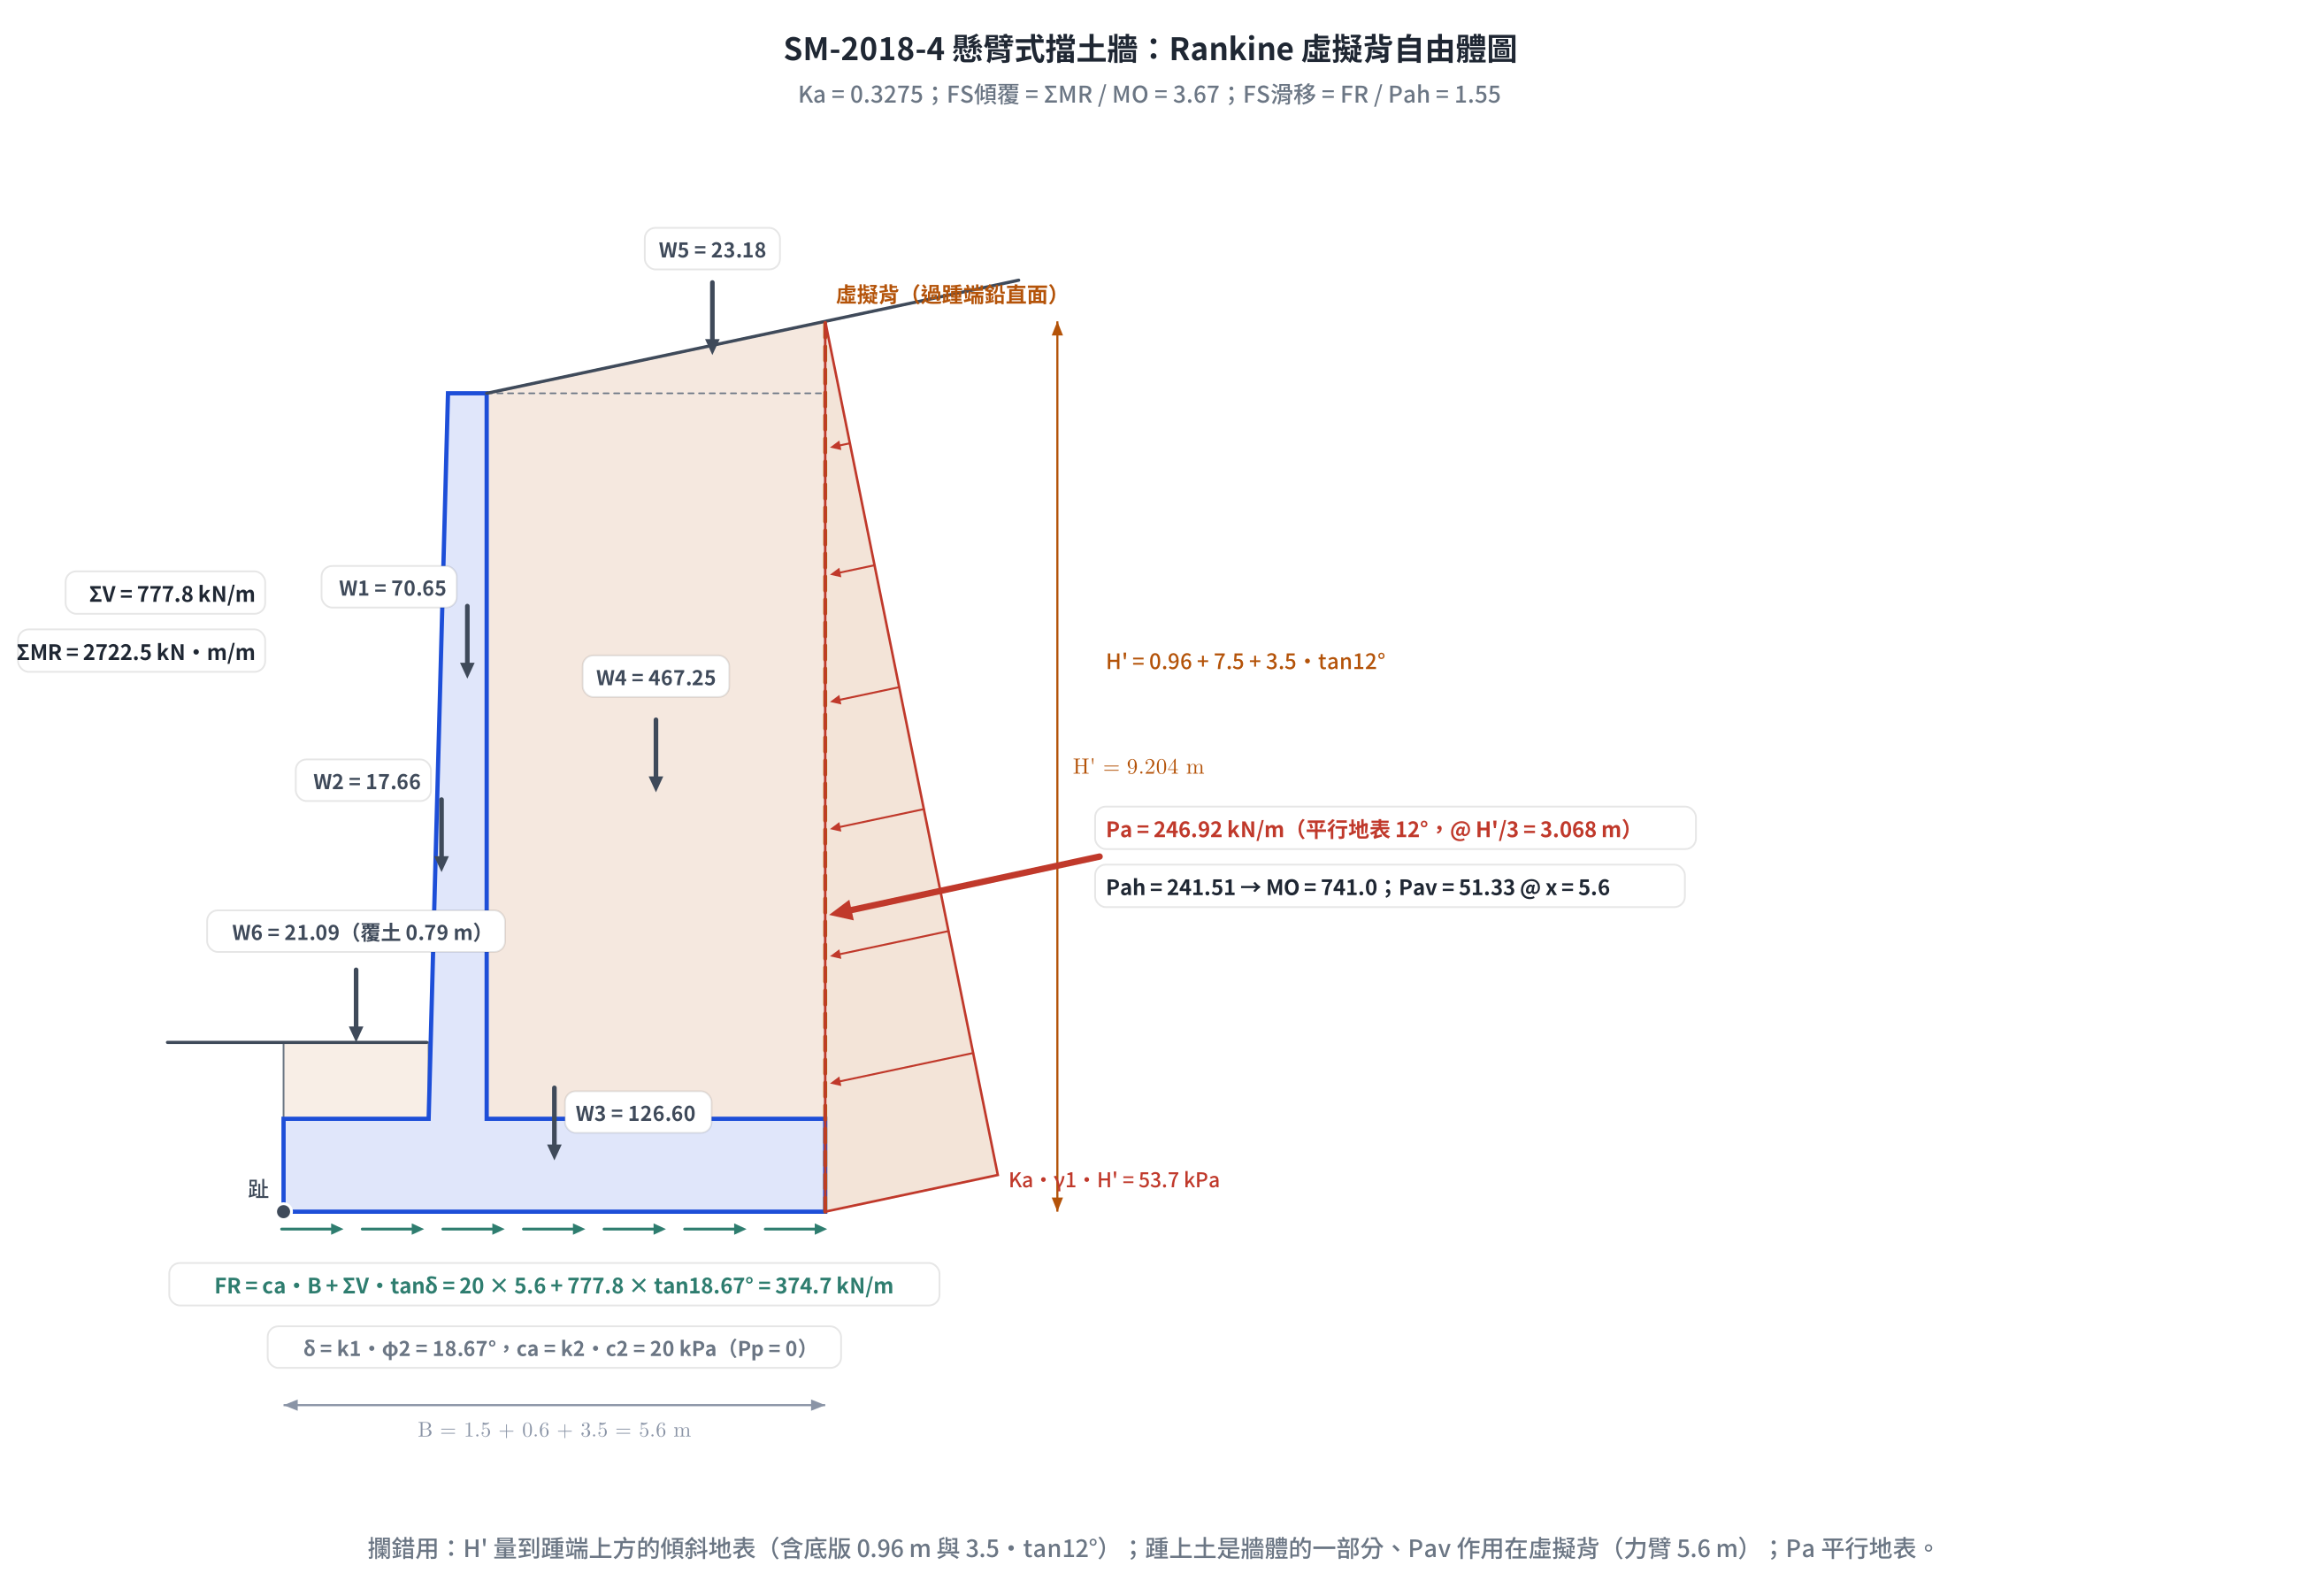 SM-2018-4 懸臂式擋土牆：Rankine 虛擬背自由體圖
Ka = 0.3275；FS傾覆 = ΣMR / MO = 3.67；FS滑移 = FR / Pah = 1.55
W5 = 23.18
虛擬背（過踵端鉛直面）
ΣV = 777.8 kN/m
W1 = 70.65
ΣMR = 2722.5 kN・m/m
H' = 0.96 + 7.5 + 3.5・tan12°
W4 = 467.25
H' = 9.204 m
W2 = 17.66
Pa = 246.92 kN/m（平行地表 12°，@ H'/3 = 3.068 m）
Pah = 241.51 → MO = 741.0；Pav = 51.33 @ x = 5.6
W6 = 21.09（覆土 0.79 m）
W3 = 126.60
Ka・γ1・H' = 53.7 kPa
趾
FR = ca・B + ΣV・tanδ = 20 × 5.6 + 777.8 × tan18.67° = 374.7 kN/m
δ = k1・φ2 = 18.67°，ca = k2・c2 = 20 kPa（Pp = 0）
B = 1.5 + 0.6 + 3.5 = 5.6 m
攔錯用：H' 量到踵端上方的傾斜地表（含底版 0.96 m 與 3.5・tan12°）；踵上土是牆體的一部分、Pav 作用在虛擬背（力臂 5.6 m）；Pa 平行地表。